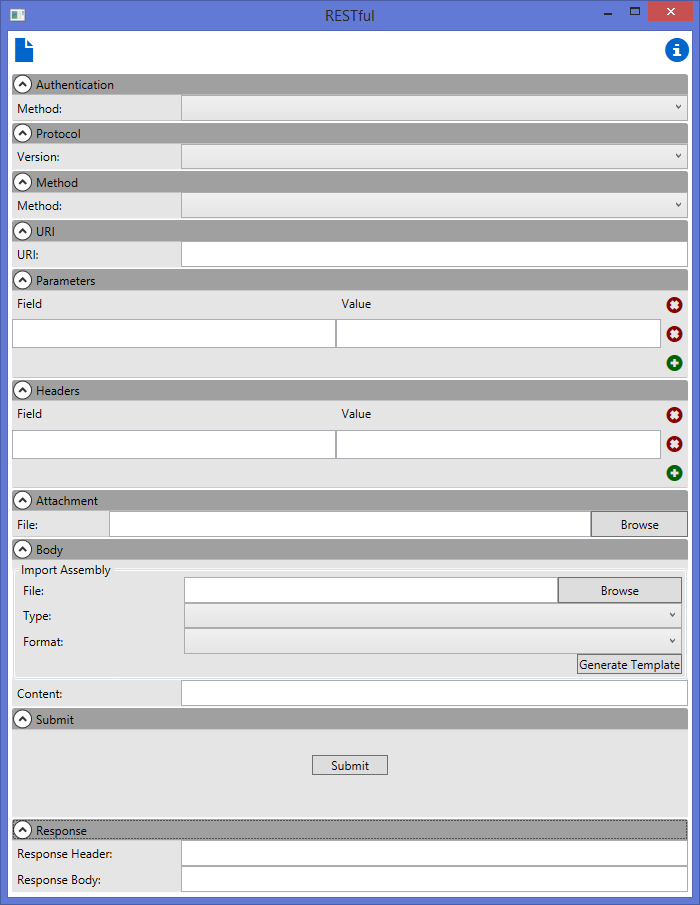 RESTful
Authentication
Method:
Protocol
Version:
Method
Method:
URI
URI:
Parameters
Field Value
Headers
Field Value
Attachment
File: Browse
Body
Import Assembly
File: Browse
Type:
Format:
Generate Template
Content:
Submit
Submit
Response
Response Header:
Response Body: